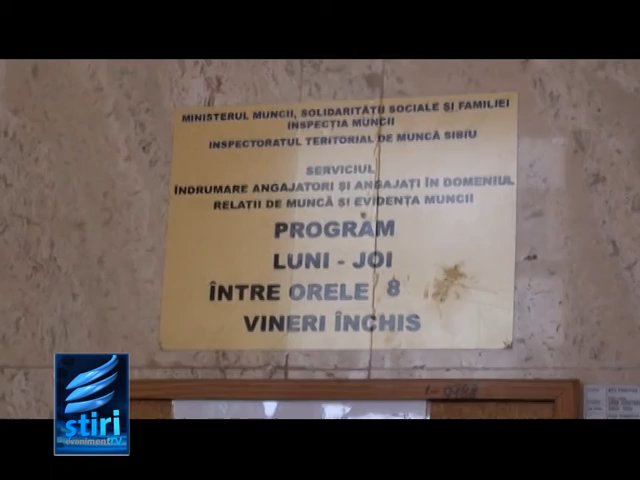 MINISTERUL MUNCII, SOLIDARITĂȚII SOCIALE ȘI FAMILIEI
INSPECȚIA MUNCII
INSPECTORATUL TERITORIAL DE MUNCĂ SIBIU
SERVICIUL
ÎNDRUMARE ANGAJATORI ȘI ANGAJAȚI ÎN DOMENIUL
RELAȚII DE MUNCĂ ȘI EVIDENȚA MUNCII
PROGRAM
LUNI - JOI
ÎNTRE ORELE 8
VINERI ÎNCHIS
știri
evenimentTV